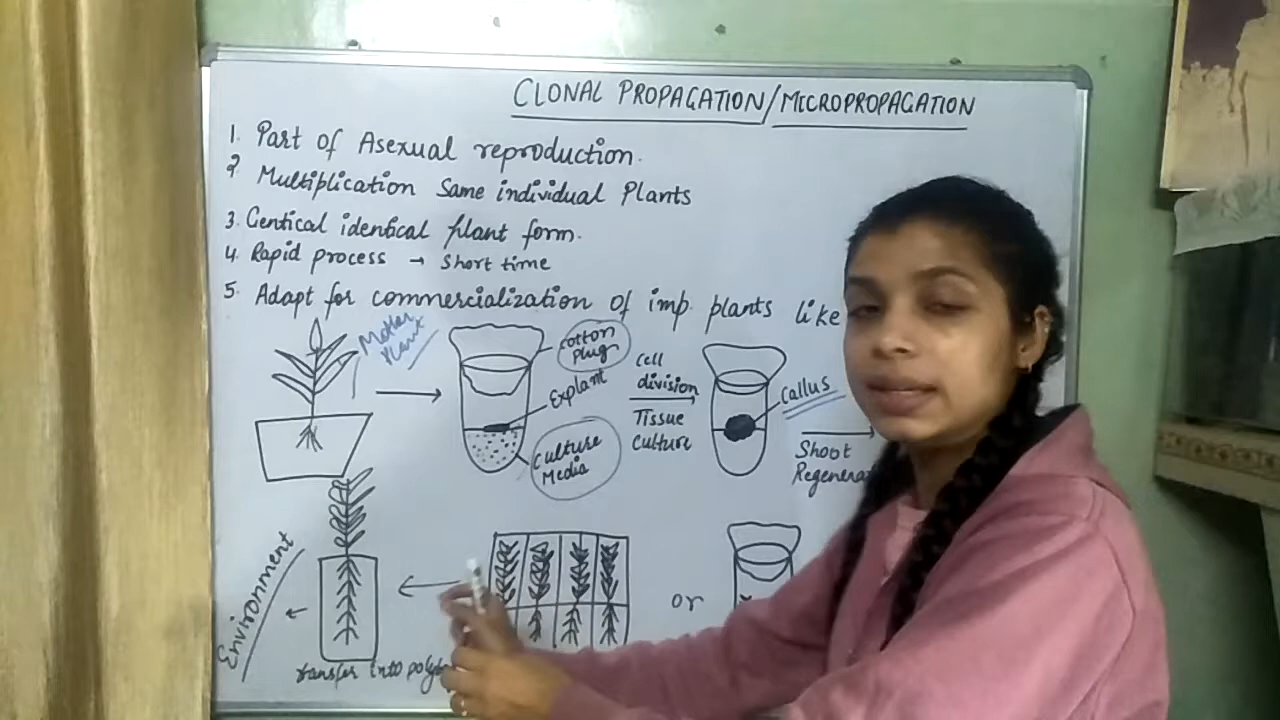 CLONAL PROPAGATION/MICROPROPAGATION
1. Part of Asexual reproduction.
2 Multiplication Same individual Plants
3. Gentical identical plant form.
4. Rapid process → Short time
5. Adapt for commercialization of imp. plants like
Mother
Plant
cotton
plug
Explant
Culture
Media
Cell
division
Tissue
Culture
Callus
Shoot
Environment
or
transfer into